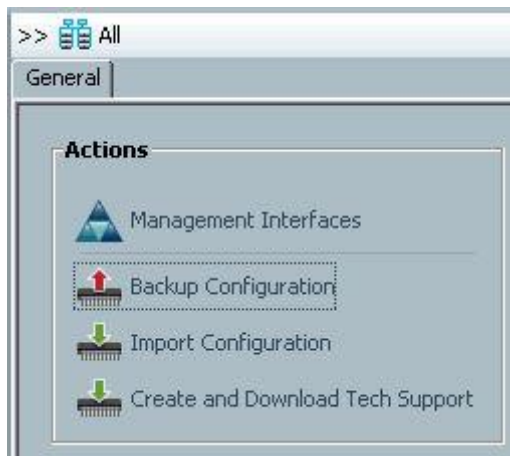 >> All
General
Actions
Management Interfaces
Backup Configuration
Import Configuration
Create and Download Tech Support